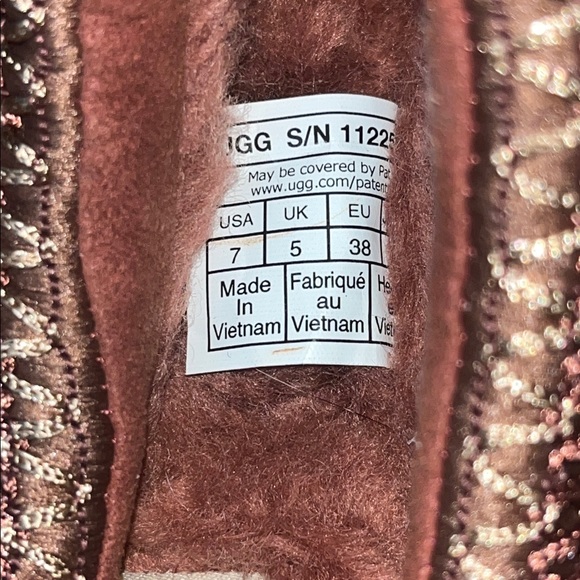 UGG S/N 11225
May be covered by Pat
www.ugg.com/patent
USA UK EU
7 5 38
Made Fabriqué
In au
Vietnam Vietnam